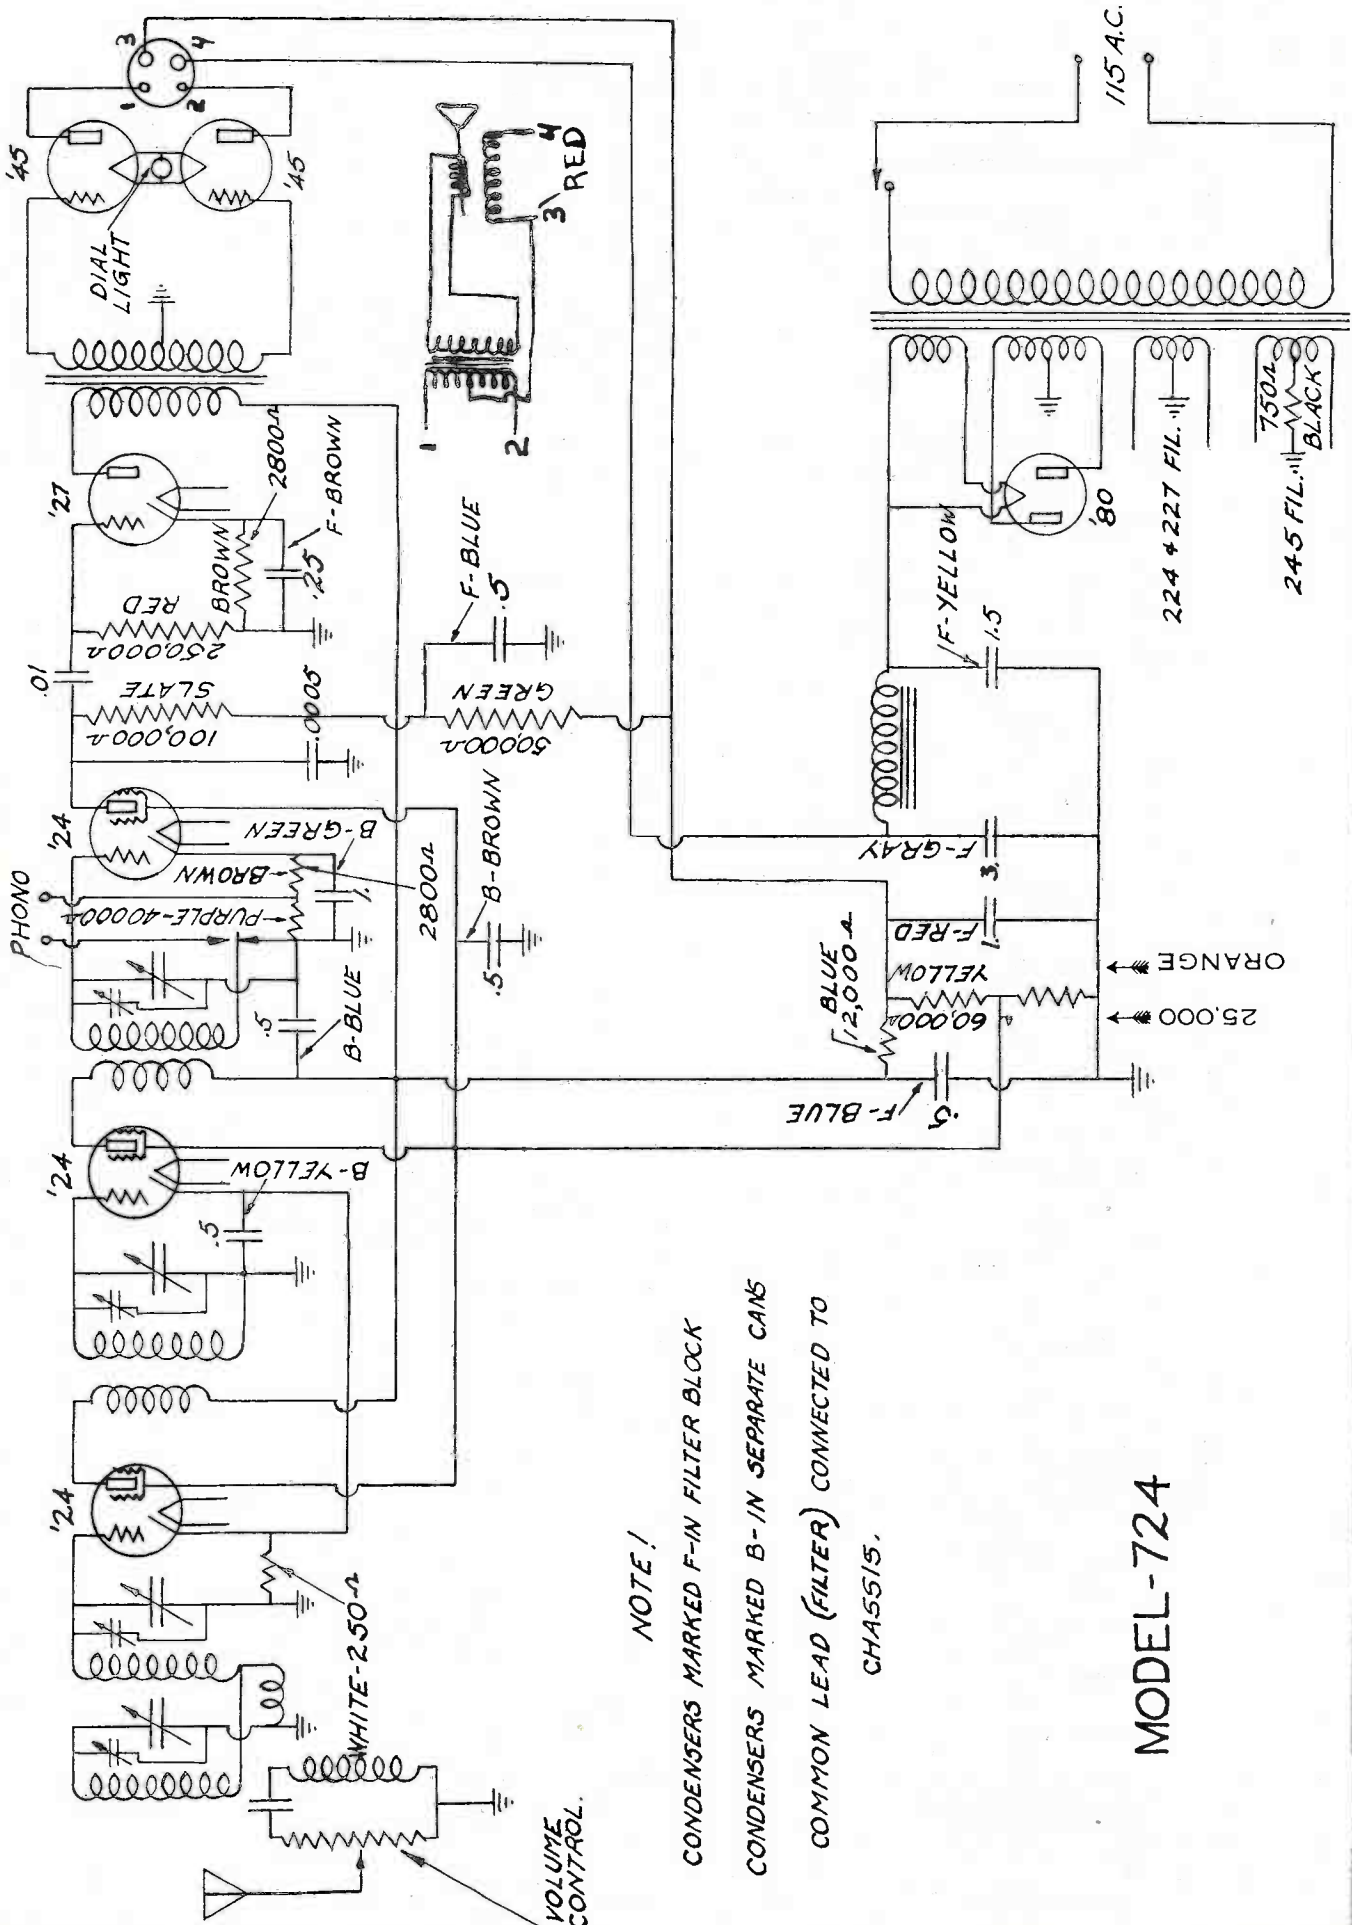 '45
'45
DIAL
LIGHT
1
2
3
4
'27
BROWN
2800Ω
F-BROWN
.25
RED
250,000Ω
.01
SLATE
100,000Ω
.0005
1
2
3
4
RED
F-BLUE
.5
GREEN
50,000Ω
115 A.C.
'80
1F-YELLOW
1.5
224 & 227 FIL.
245 FIL.
750Ω
BLACK
PHONO
'24
B-GREEN
BROWN
PURPLE-40000Ω
1.
2800Ω
B-BROWN
.5
.5
B-BLUE
F-GRAY
3.
F-RED
1.
BLUE
12,000Ω
YELLOW
60,000Ω
ORANGE
25,000
F-BLUE
.5
'24
B-YELLOW
.5
'24
WHITE-250Ω
VOLUME
CONTROL.
NOTE!
CONDENSERS MARKED F-IN FILTER BLOCK
CONDENSERS MARKED B-IN SEPARATE CANS
COMMON LEAD (FILTER) CONNECTED TO
CHASSIS.
MODEL-724